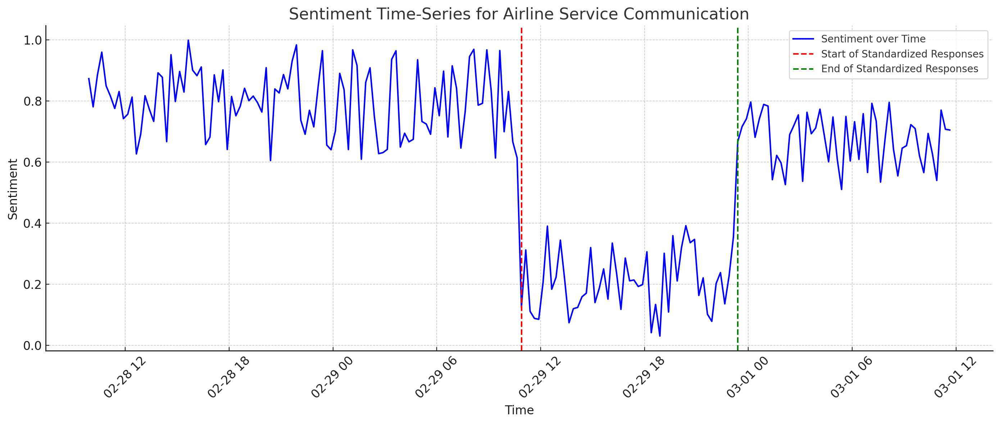 Sentiment Time-Series for Airline Service Communication
Sentiment over Time
Start of Standardized Responses
End of Standardized Responses
Sentiment
1.0
0.8
0.6
0.4
0.2
0.0
02-28 12
02-28 18
02-29 00
02-29 06
02-29 12
02-29 18
03-01 00
03-01 06
03-01 12
Time